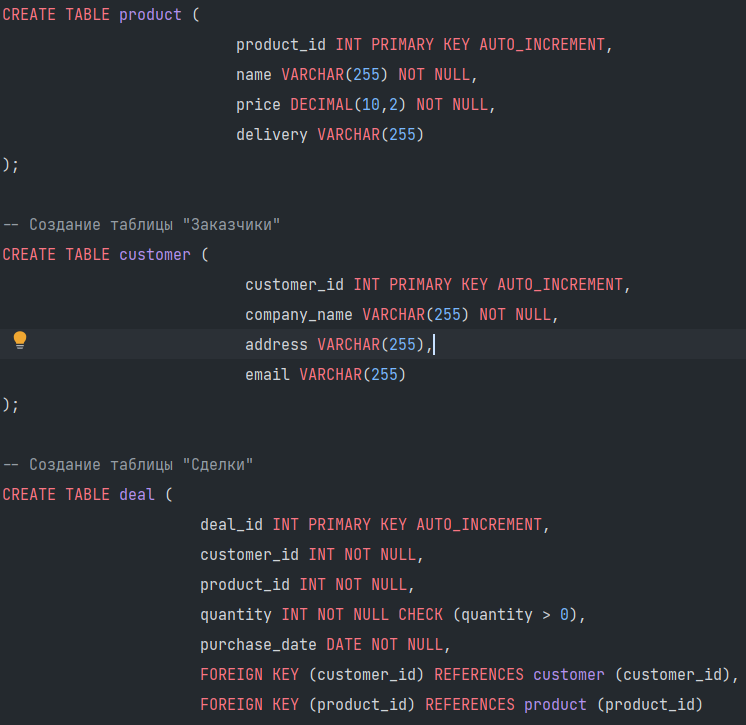 CREATE TABLE product (
product_id INT PRIMARY KEY AUTO_INCREMENT,
name VARCHAR(255) NOT NULL,
price DECIMAL(10,2) NOT NULL,
delivery VARCHAR(255)
);
-- Создание таблицы "Заказчики"
CREATE TABLE customer (
customer_id INT PRIMARY KEY AUTO_INCREMENT,
company_name VARCHAR(255) NOT NULL,
address VARCHAR(255),
email VARCHAR(255)
);
-- Создание таблицы "Сделки"
CREATE TABLE deal (
deal_id INT PRIMARY KEY AUTO_INCREMENT,
customer_id INT NOT NULL,
product_id INT NOT NULL,
quantity INT NOT NULL CHECK (quantity > 0),
purchase_date DATE NOT NULL,
FOREIGN KEY (customer_id) REFERENCES customer (customer_id),
FOREIGN KEY (product_id) REFERENCES product (product_id)